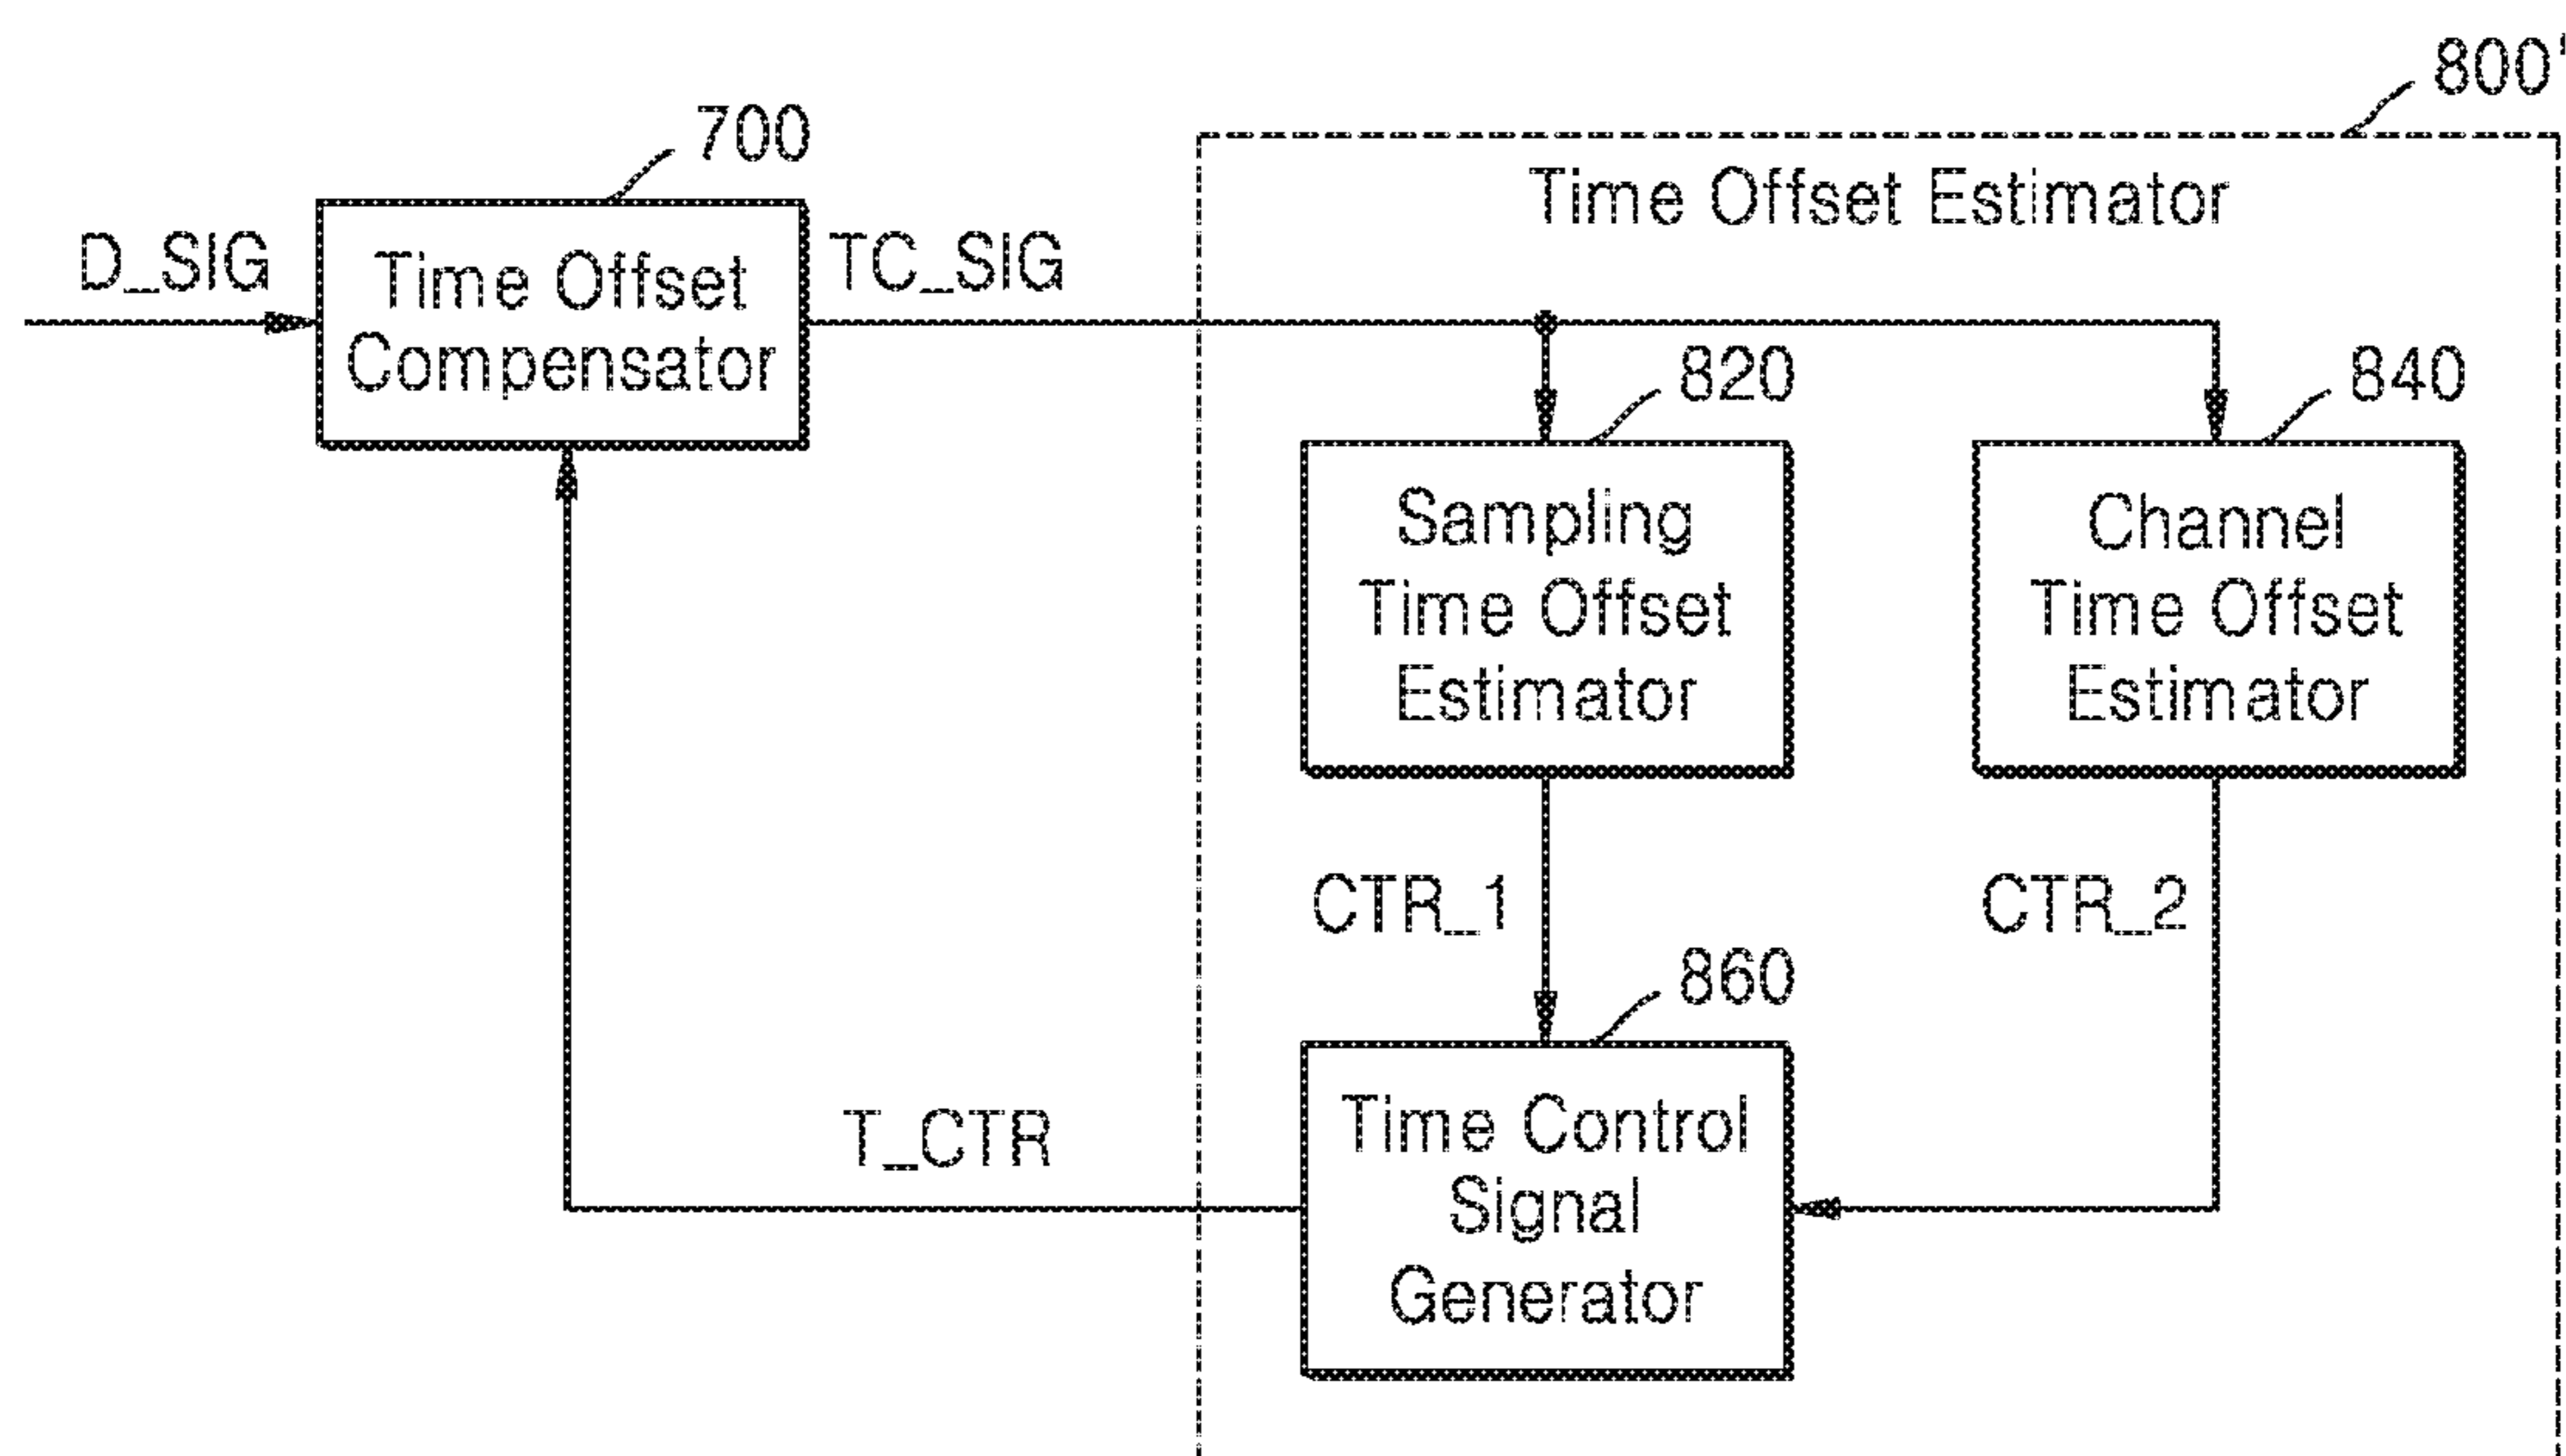 800'
700
Time Offset Estimator
D_SIG
Time Offset
Compensator
TC_SIG
820
840
Sampling
Time Offset
Estimator
Channel
Time Offset
Estimator
CTR_1
CTR_2
860
T_CTR
Time Control
Signal
Generator